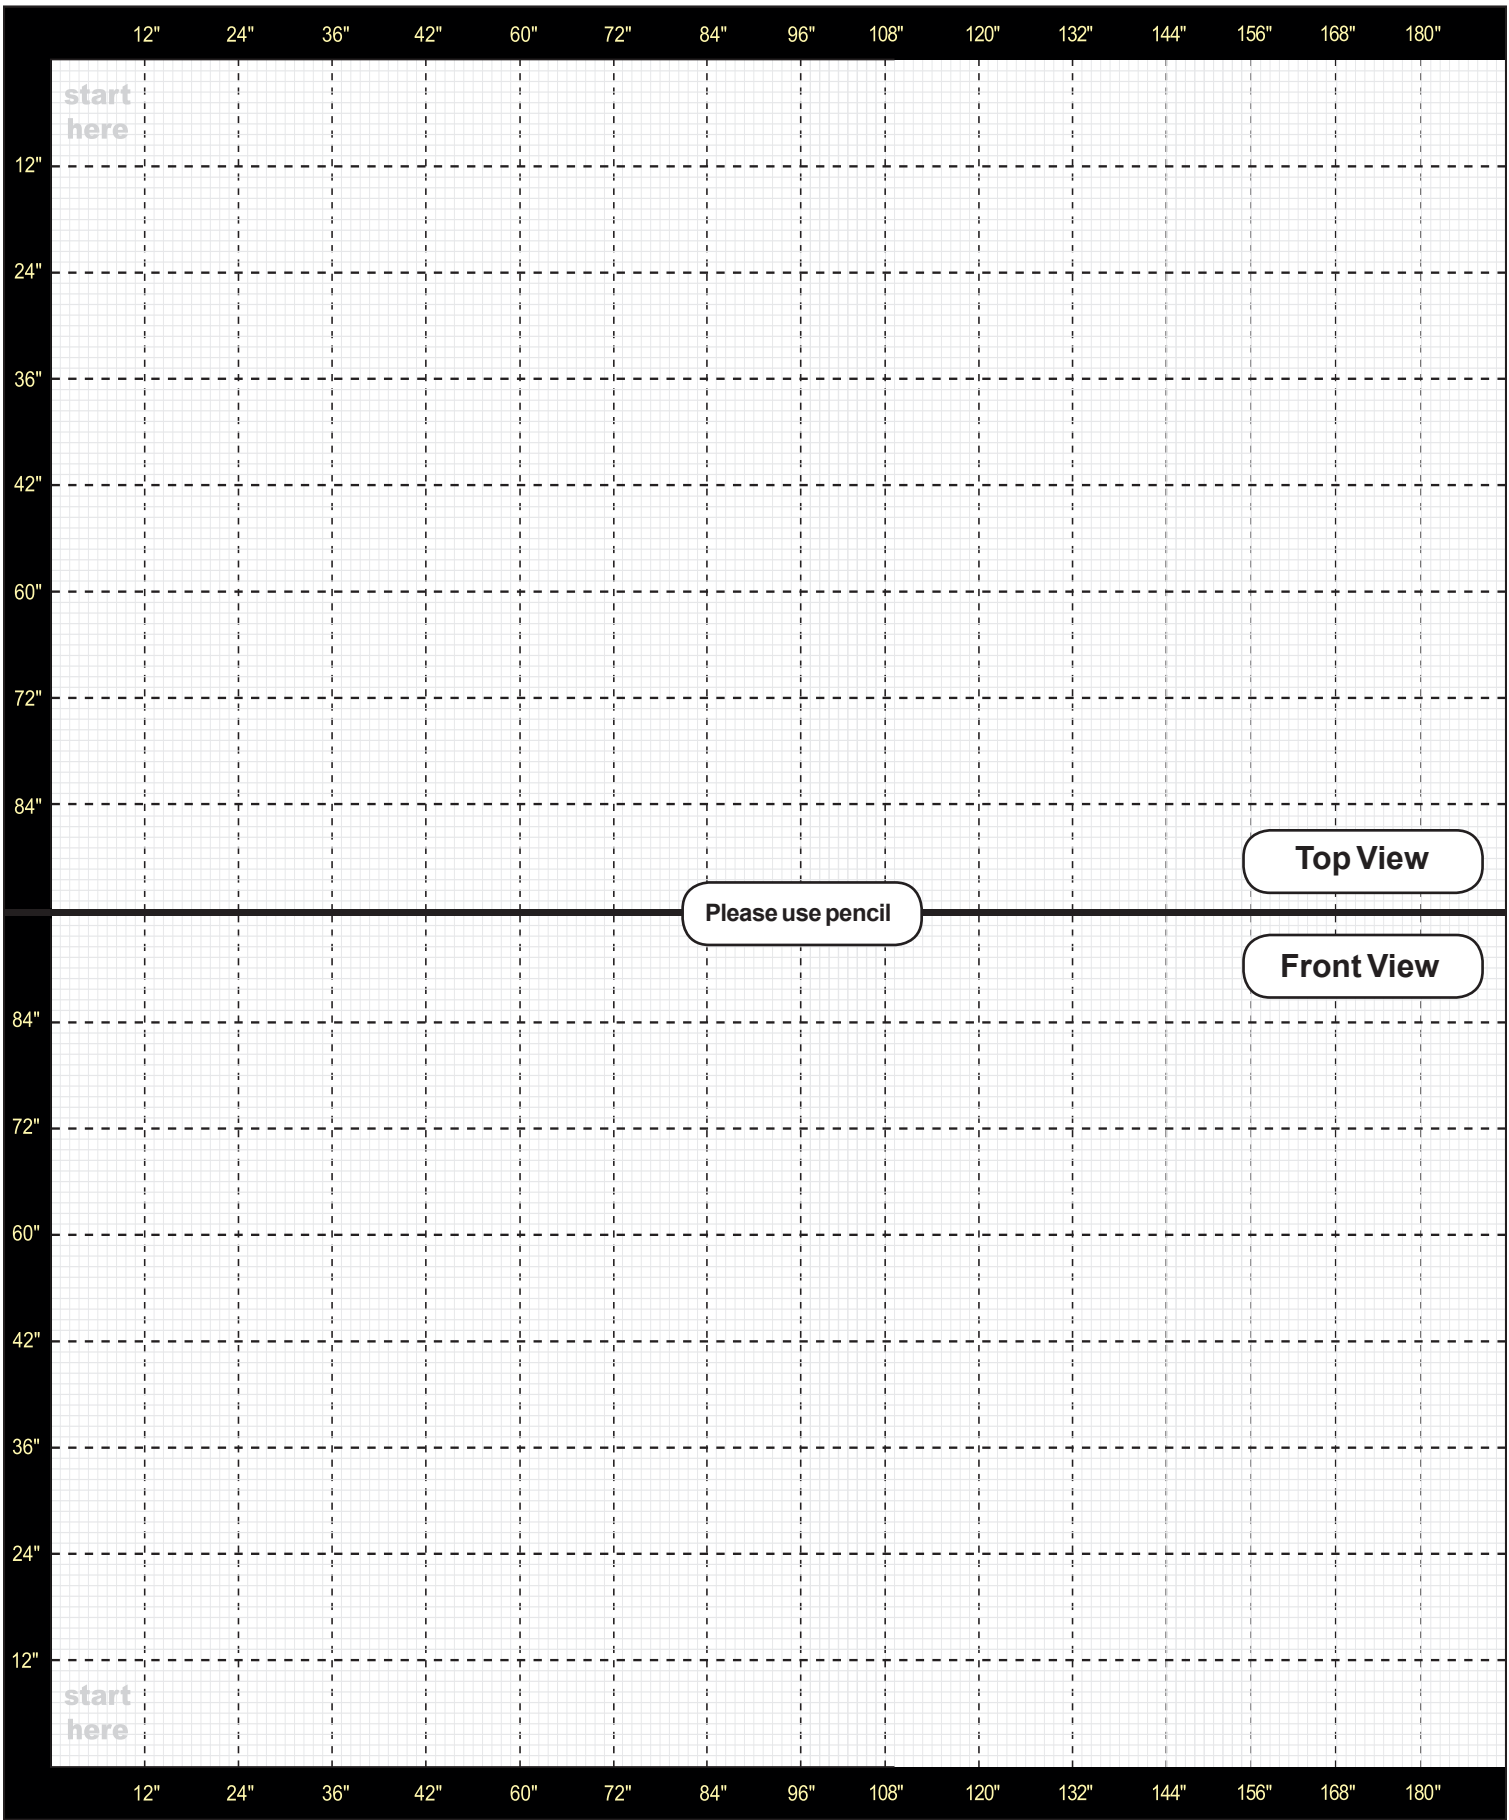 12" 24" 36" 42" 60" 72" 84" 96" 108" 120" 132" 144" 156" 168" 180"
start
here
12"
24"
36"
42"
60"
72"
84"
Top View
Please use pencil
Front View
84"
72"
60"
42"
36"
24"
12"
start
here
12" 24" 36" 42" 60" 72" 84" 96" 108" 120" 132" 144" 156" 168" 180"